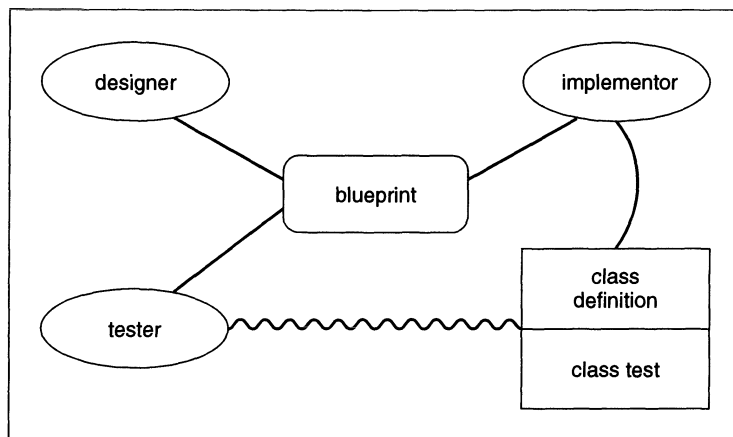 designer
implementor
blueprint
class
definition
tester
class test